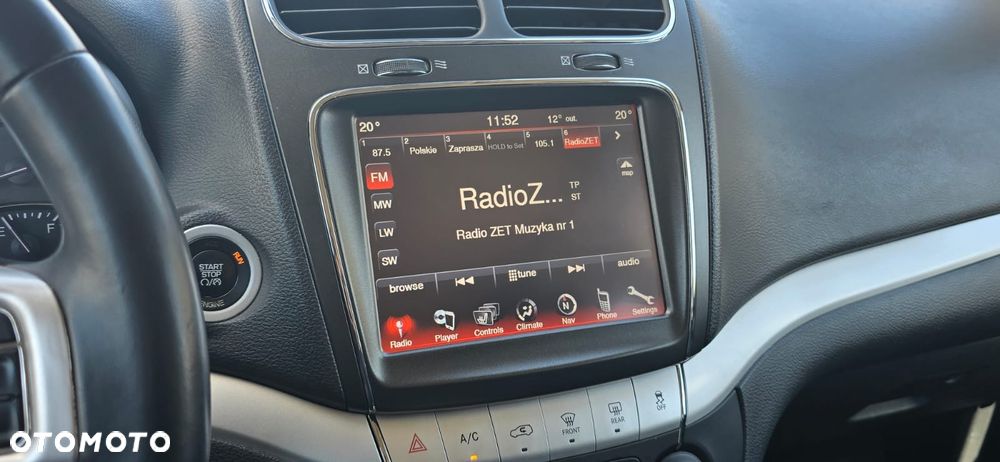 20° 11:52 12° out. 20°
1 87.5 2 Polskie 3 Zaprasza 4 HOLD to Set 5 105.1 6 RadioZET >
FM
map
MW
RadioZ... TP
ST
LW
Radio ZET Muzyka nr 1
SW
browse tune audio
Radio Player Controls Climate Nav Phone Settings
N
E F
RUN
START
STOP
ENGINE
A/C FRONT REAR OFF
OTOMOTO